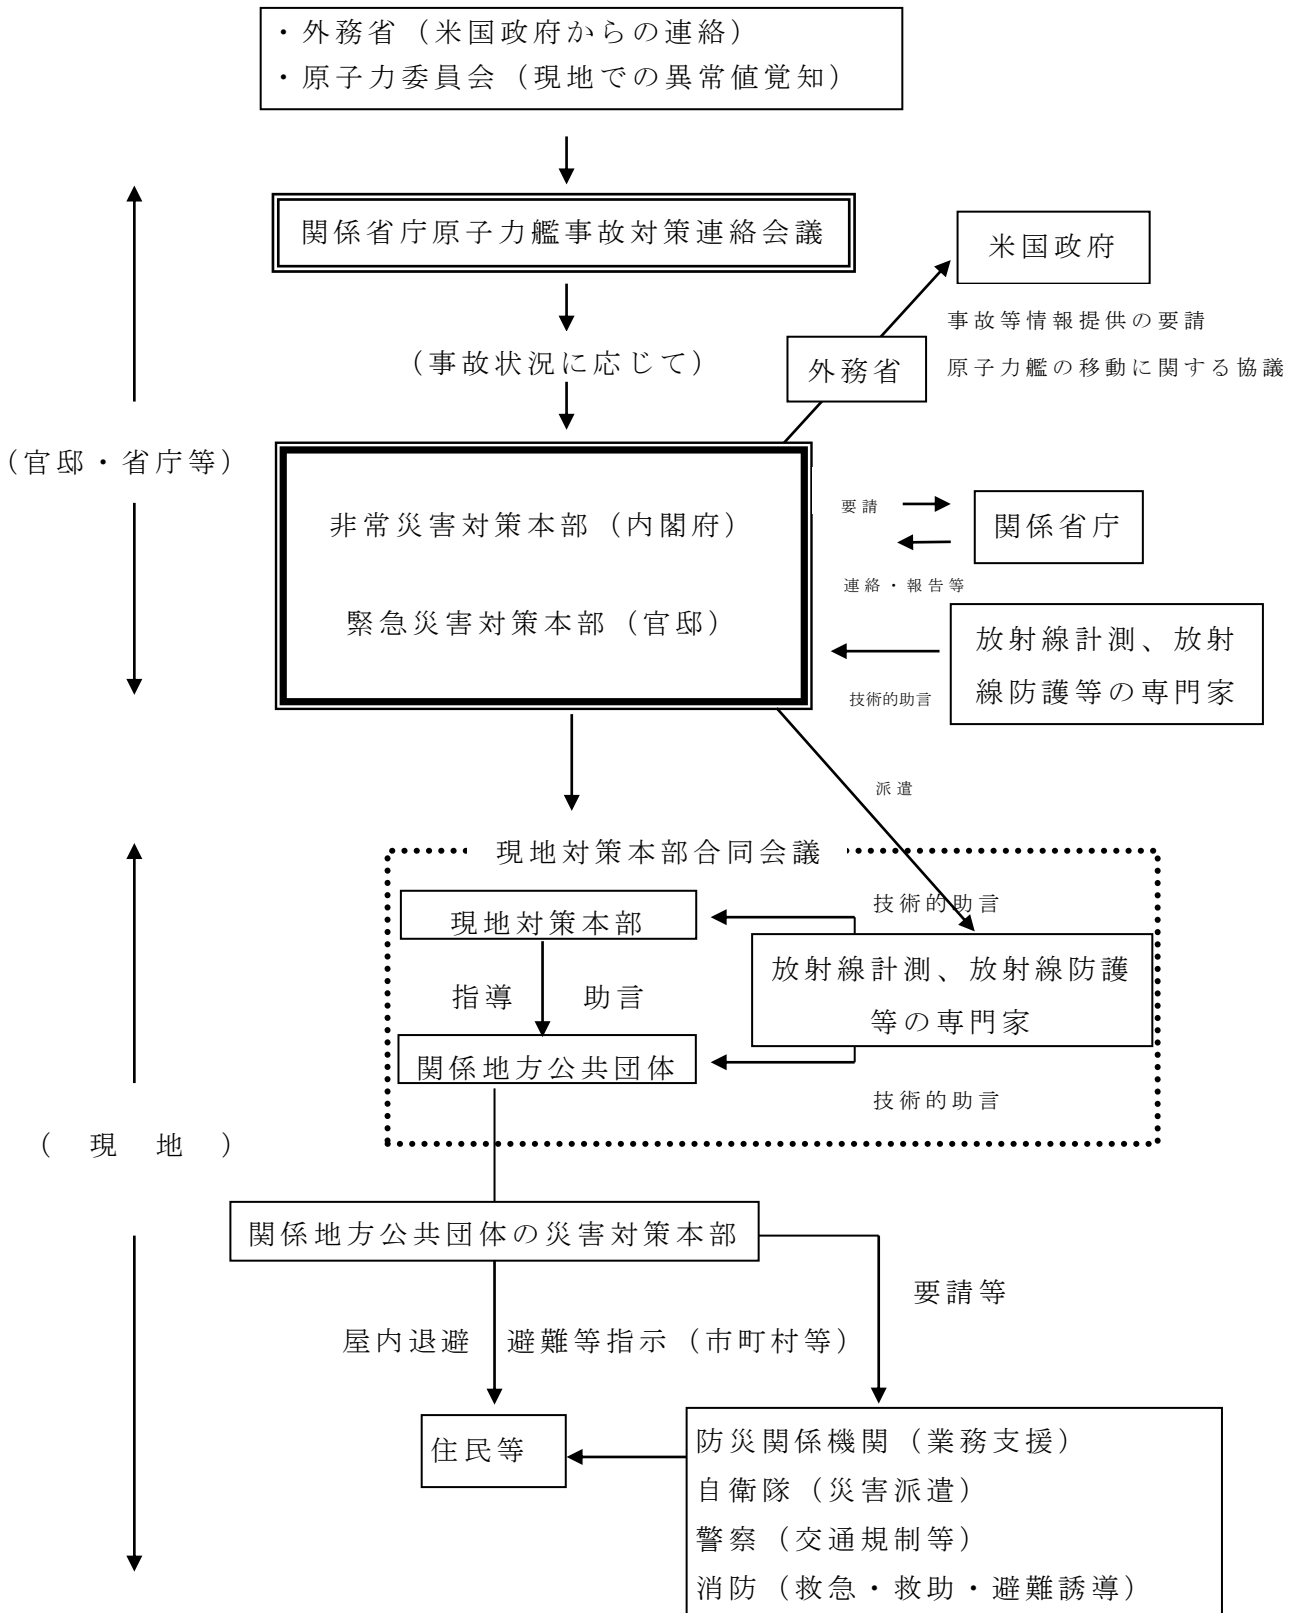 ・外務省（米国政府からの連絡）
・原子力委員会（現地での異常値覚知）
関係省庁原子力艦事故対策連絡会議
米国政府
事故等情報提供の要請
（事故状況に応じて）
外務省
原子力艦の移動に関する協議
（官邸・省庁等）
非常災害対策本部（内閣府）
要請
関係省庁
連絡・報告等
緊急災害対策本部（官邸）
放射線計測、放射
線防護等の専門家
技術的助言
派遣
現地対策本部合同会議
現地対策本部
技術的助言
放射線計測、放射線防護
等の専門家
指導
助言
関係地方公共団体
技術的助言
（　現　地　）
関係地方公共団体の災害対策本部
要請等
屋内退避
避難等指示（市町村等）
住民等
防災関係機関（業務支援）
自衛隊（災害派遣）
警察（交通規制等）
消防（救急・救助・避難誘導）